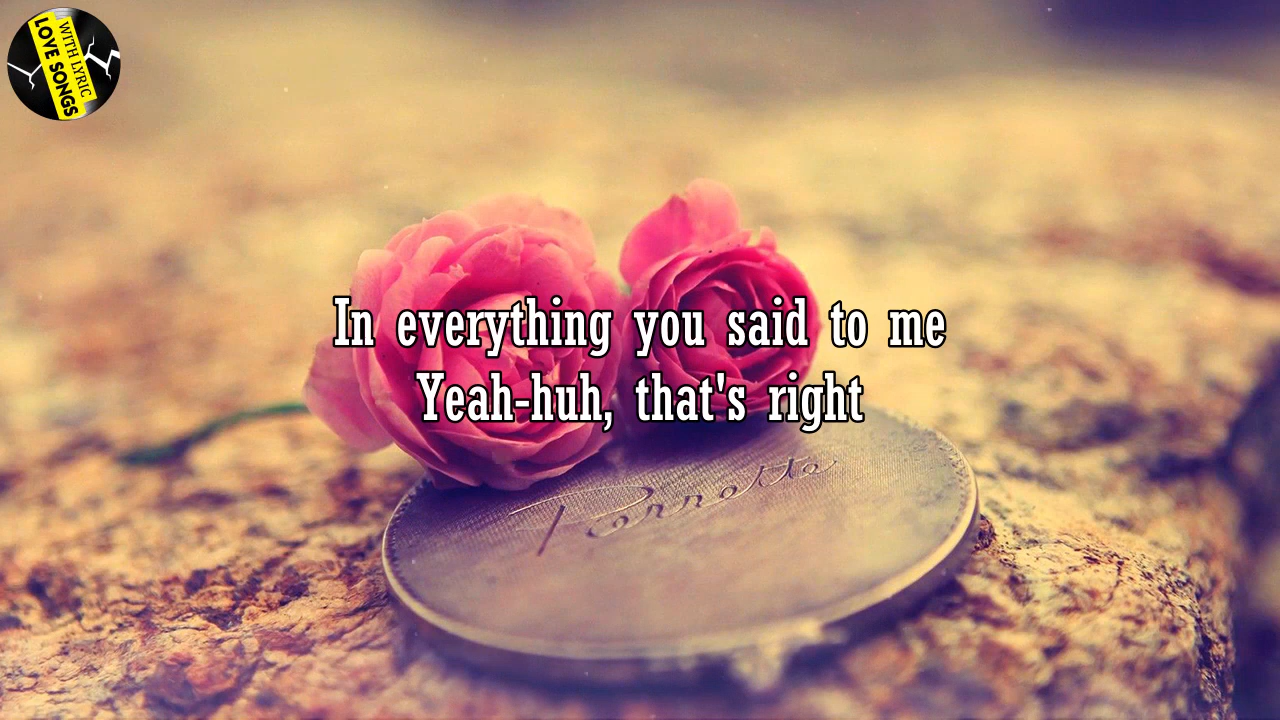 WITH LYRIC
LOVE SONGS
In everything you said to me
Yeah-huh, that's right